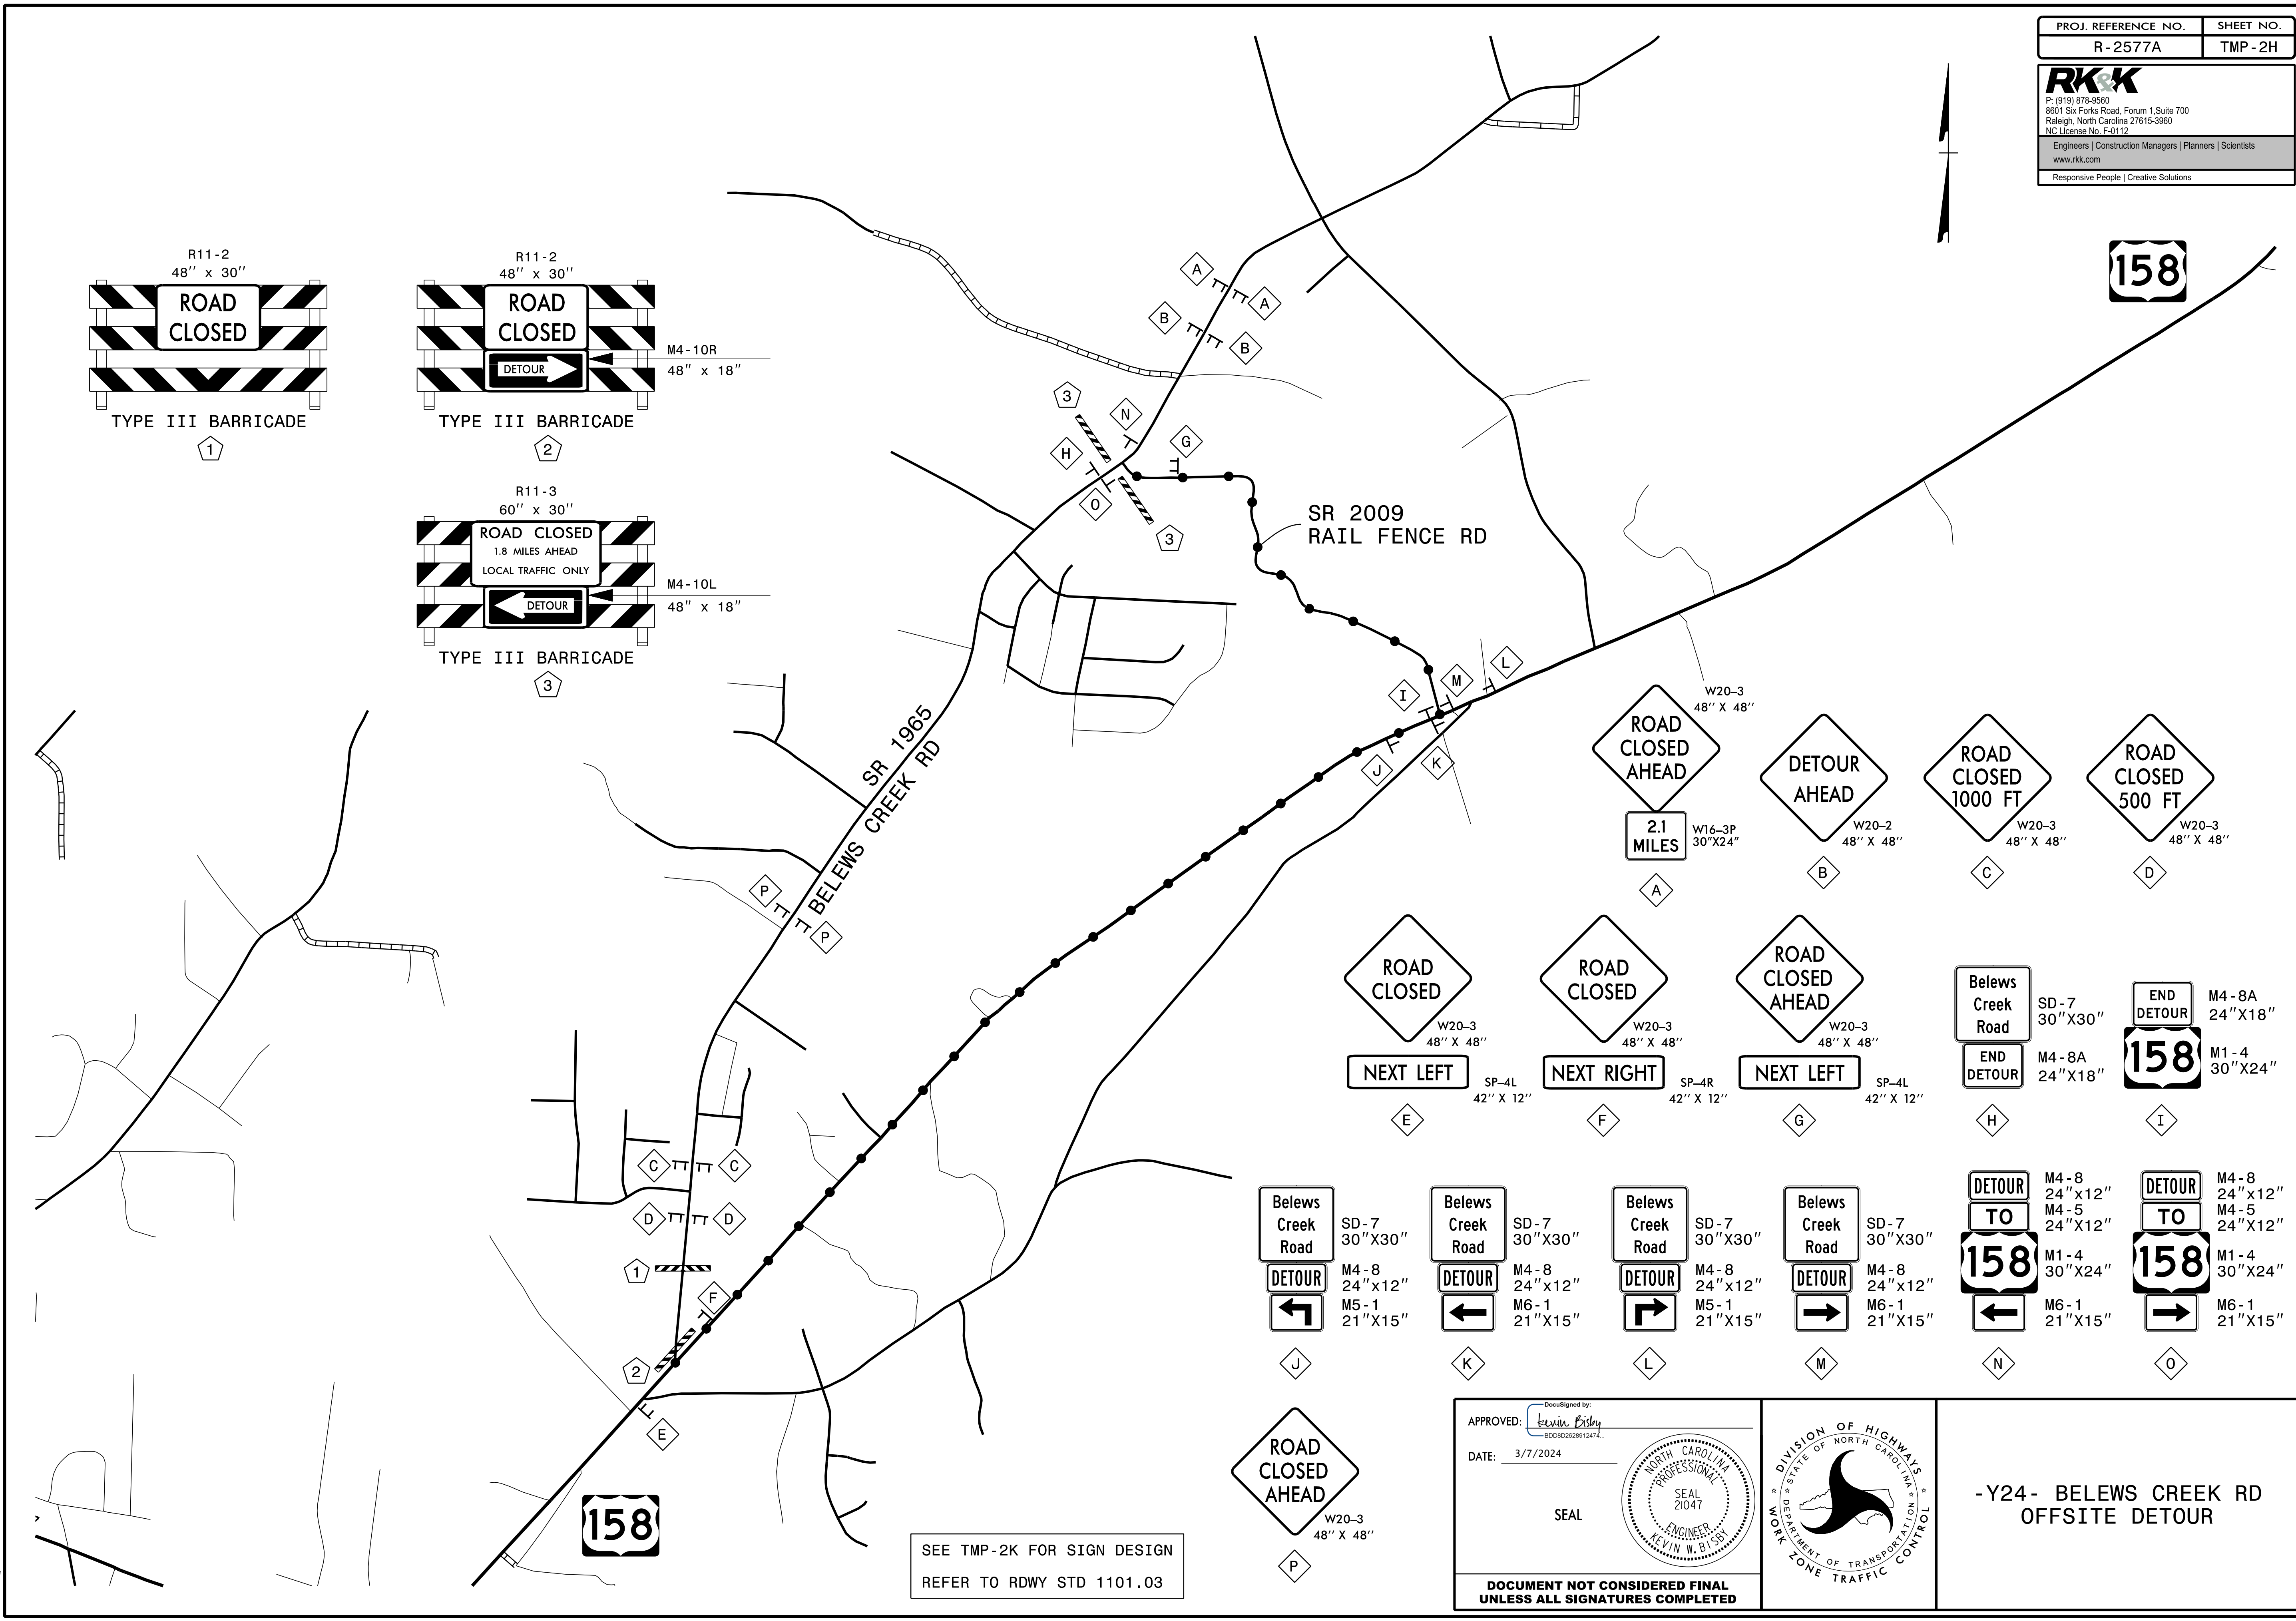 PROJ. REFERENCE NO.
SHEET NO.
R-2577A
TMP-2H
RK&K
P: (919) 878-9560
8601 Six Forks Road, Forum 1,Suite 700
Raleigh, North Carolina 27615-3960
NC License No. F-0112
Engineers | Construction Managers | Planners | Scientists
www.rkk.com
Responsive People | Creative Solutions
158
R11-2
48" x 30"
ROAD
CLOSED
TYPE III BARRICADE
1
R11-2
48" x 30"
ROAD
CLOSED
DETOUR
M4-10R
48" x 18"
TYPE III BARRICADE
2
R11-3
60" x 30"
ROAD CLOSED
1.8 MILES AHEAD
LOCAL TRAFFIC ONLY
DETOUR
M4-10L
48" x 18"
TYPE III BARRICADE
3
A
A
B
B
3
N
G
H
O
3
SR 2009
RAIL FENCE RD
L
M
I
J
K
SR 1965
BELEWS CREEK RD
P
P
C
C
D
D
1
F
2
E
158
ROAD
CLOSED
AHEAD
W20-3
48" X 48"
2.1
MILES
W16-3P
30"X24"
A
DETOUR
AHEAD
W20-2
48" X 48"
B
ROAD
CLOSED
1000 FT
W20-3
48" X 48"
C
ROAD
CLOSED
500 FT
W20-3
48" X 48"
D
ROAD
CLOSED
W20-3
48" X 48"
NEXT LEFT
SP-4L
42" X 12"
E
ROAD
CLOSED
W20-3
48" X 48"
NEXT RIGHT
SP-4R
42" X 12"
F
ROAD
CLOSED
AHEAD
W20-3
48" X 48"
NEXT LEFT
SP-4L
42" X 12"
G
Belews
Creek
Road
SD-7
30"X30"
END
DETOUR
M4-8A
24"X18"
H
END
DETOUR
M4-8A
24"X18"
158
M1-4
30"X24"
I
Belews
Creek
Road
SD-7
30"X30"
DETOUR
M4-8
24"X12"
M5-1
21"X15"
J
Belews
Creek
Road
SD-7
30"X30"
DETOUR
M4-8
24"X12"
M6-1
21"X15"
K
Belews
Creek
Road
SD-7
30"X30"
DETOUR
M4-8
24"X12"
M5-1
21"X15"
L
Belews
Creek
Road
SD-7
30"X30"
DETOUR
M4-8
24"X12"
M6-1
21"X15"
M
DETOUR
M4-8
24"x12"
TO
M4-5
24"X12"
158
M1-4
30"X24"
M6-1
21"X15"
N
DETOUR
M4-8
24"x12"
TO
M4-5
24"X12"
158
M1-4
30"X24"
M6-1
21"X15"
O
ROAD
CLOSED
AHEAD
W20-3
48" X 48"
P
SEE TMP-2K FOR SIGN DESIGN
REFER TO RDWY STD 1101.03
DocuSigned by:
APPROVED: Kevin Bisby
BDD8D2628912474...
DATE: 3/7/2024
SEAL
NORTH CAROLINA
PROFESSIONAL
SEAL
21047
ENGINEER
KEVIN W. BISBY
DOCUMENT NOT CONSIDERED FINAL
UNLESS ALL SIGNATURES COMPLETED
DIVISION OF HIGHWAYS
STATE OF NORTH CAROLINA
DEPARTMENT OF TRANSPORTATION
WORK ZONE TRAFFIC CONTROL
-Y24- BELEWS CREEK RD
OFFSITE DETOUR